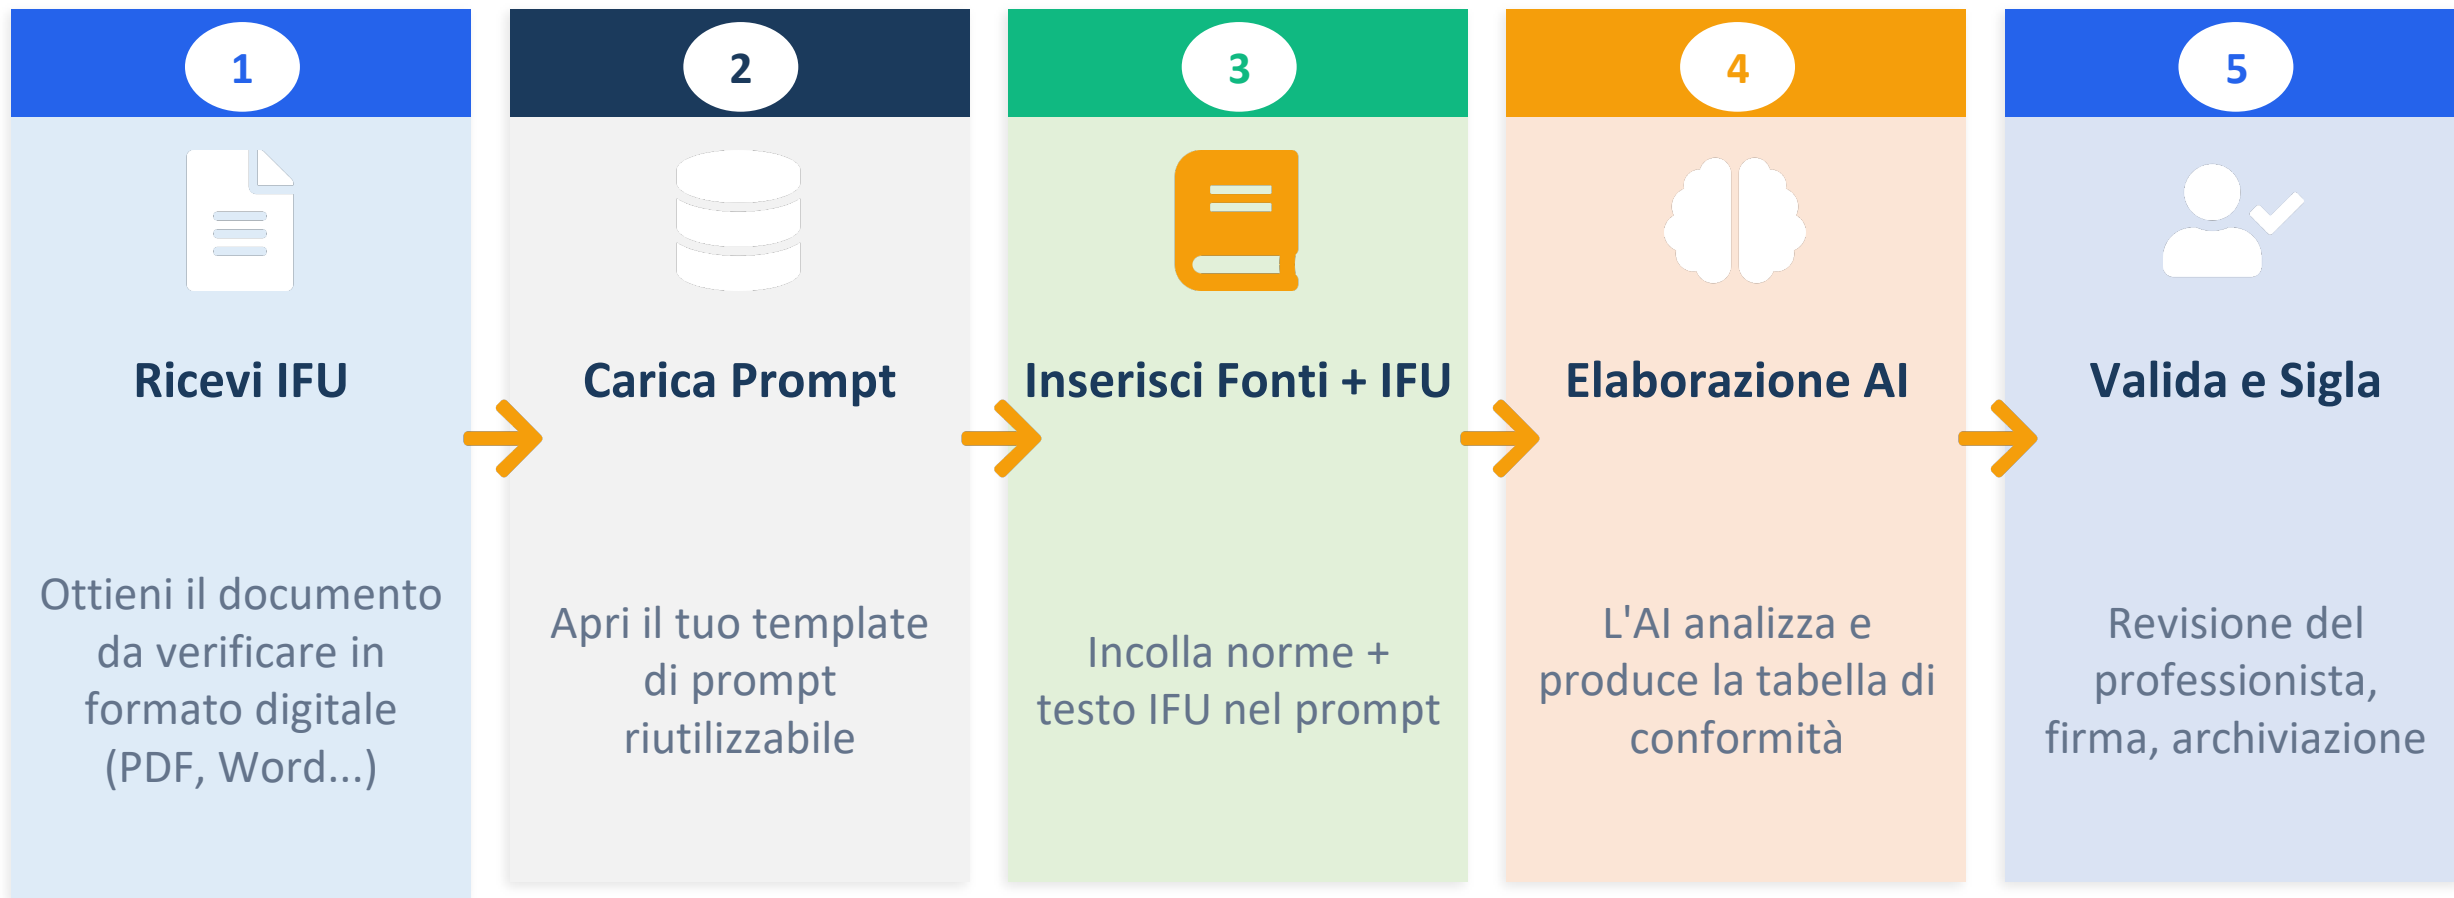 1
Ricevi IFU
Ottieni il documento
da verificare in
formato digitale
(PDF, Word...)
2
Carica Prompt
Apri il tuo template
di prompt
riutilizzabile
3
Inserisci Fonti + IFU
Incolla norme +
testo IFU nel prompt
4
Elaborazione AI
L'AI analizza e
produce la tabella di
conformità
5
Valida e Sigla
Revisione del
professionista,
firma, archiviazione